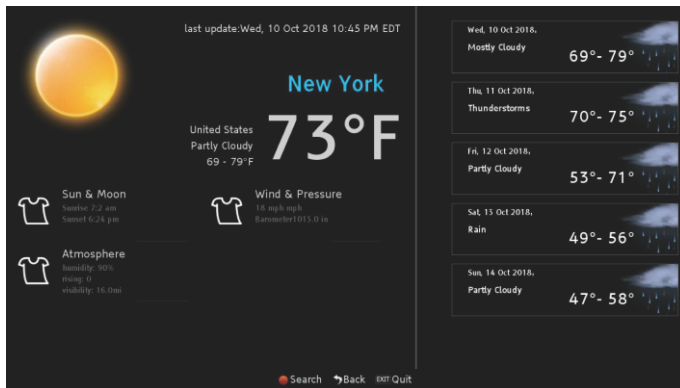 last update:Wed, 10 Oct 2018 10:45 PM EDT
New York
United States
Partly Cloudy
69 - 79°F
73°F
Sun & Moon
Sunrise 7:2 am
Sunset 6:24 pm
Wind & Pressure
18 mph mph
Barometer1015.0 in
Atmosphere
humidity: 90%
rising: 0
visibility: 16.0mi
Wed, 10 Oct 2018,
Mostly Cloudy
69°- 79°
Thu, 11 Oct 2018,
Thunderstorms
70°- 75°
Fri, 12 Oct 2018,
Partly Cloudy
53°- 71°
Sat, 13 Oct 2018,
Rain
49°- 56°
Sun, 14 Oct 2018,
Partly Cloudy
47°- 58°
Search Back EXIT Quit